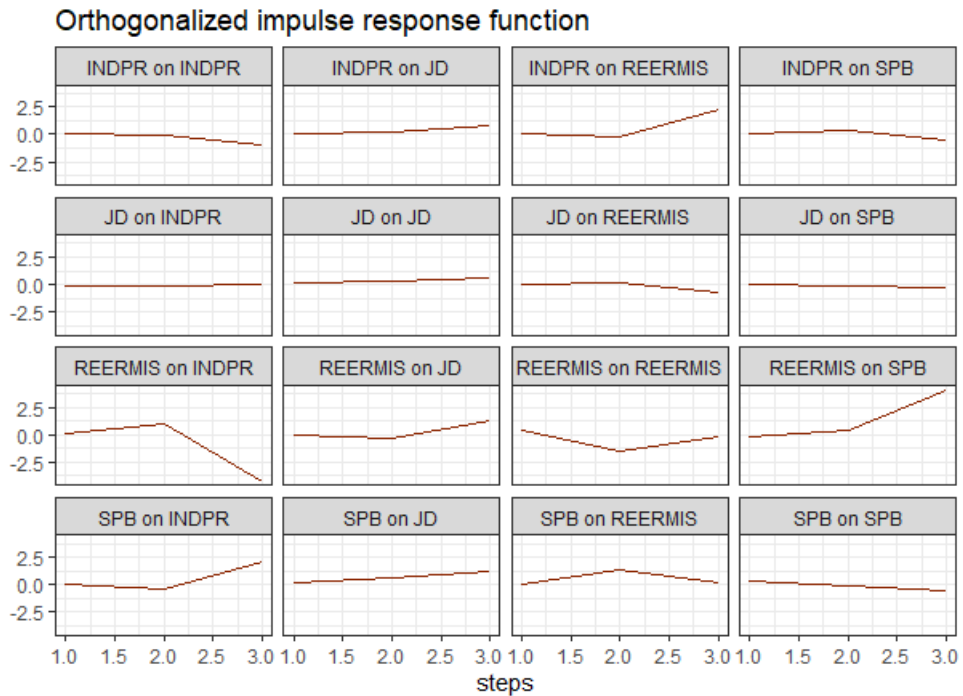 Orthogonalized impulse response function
INDPR on INDPR INDPR on JD INDPR on REERMIS INDPR on SPB
2.5
0.0
-2.5
JD on INDPR JD on JD JD on REERMIS JD on SPB
2.5
0.0
-2.5
REERMIS on INDPR REERMIS on JD REERMIS on REERMIS REERMIS on SPB
2.5
0.0
-2.5
SPB on INDPR SPB on JD SPB on REERMIS SPB on SPB
2.5
0.0
-2.5
1.0 1.5 2.0 2.5 3.0 1.0 1.5 2.0 2.5 3.0 1.0 1.5 2.0 2.5 3.0 1.0 1.5 2.0 2.5 3.0
steps